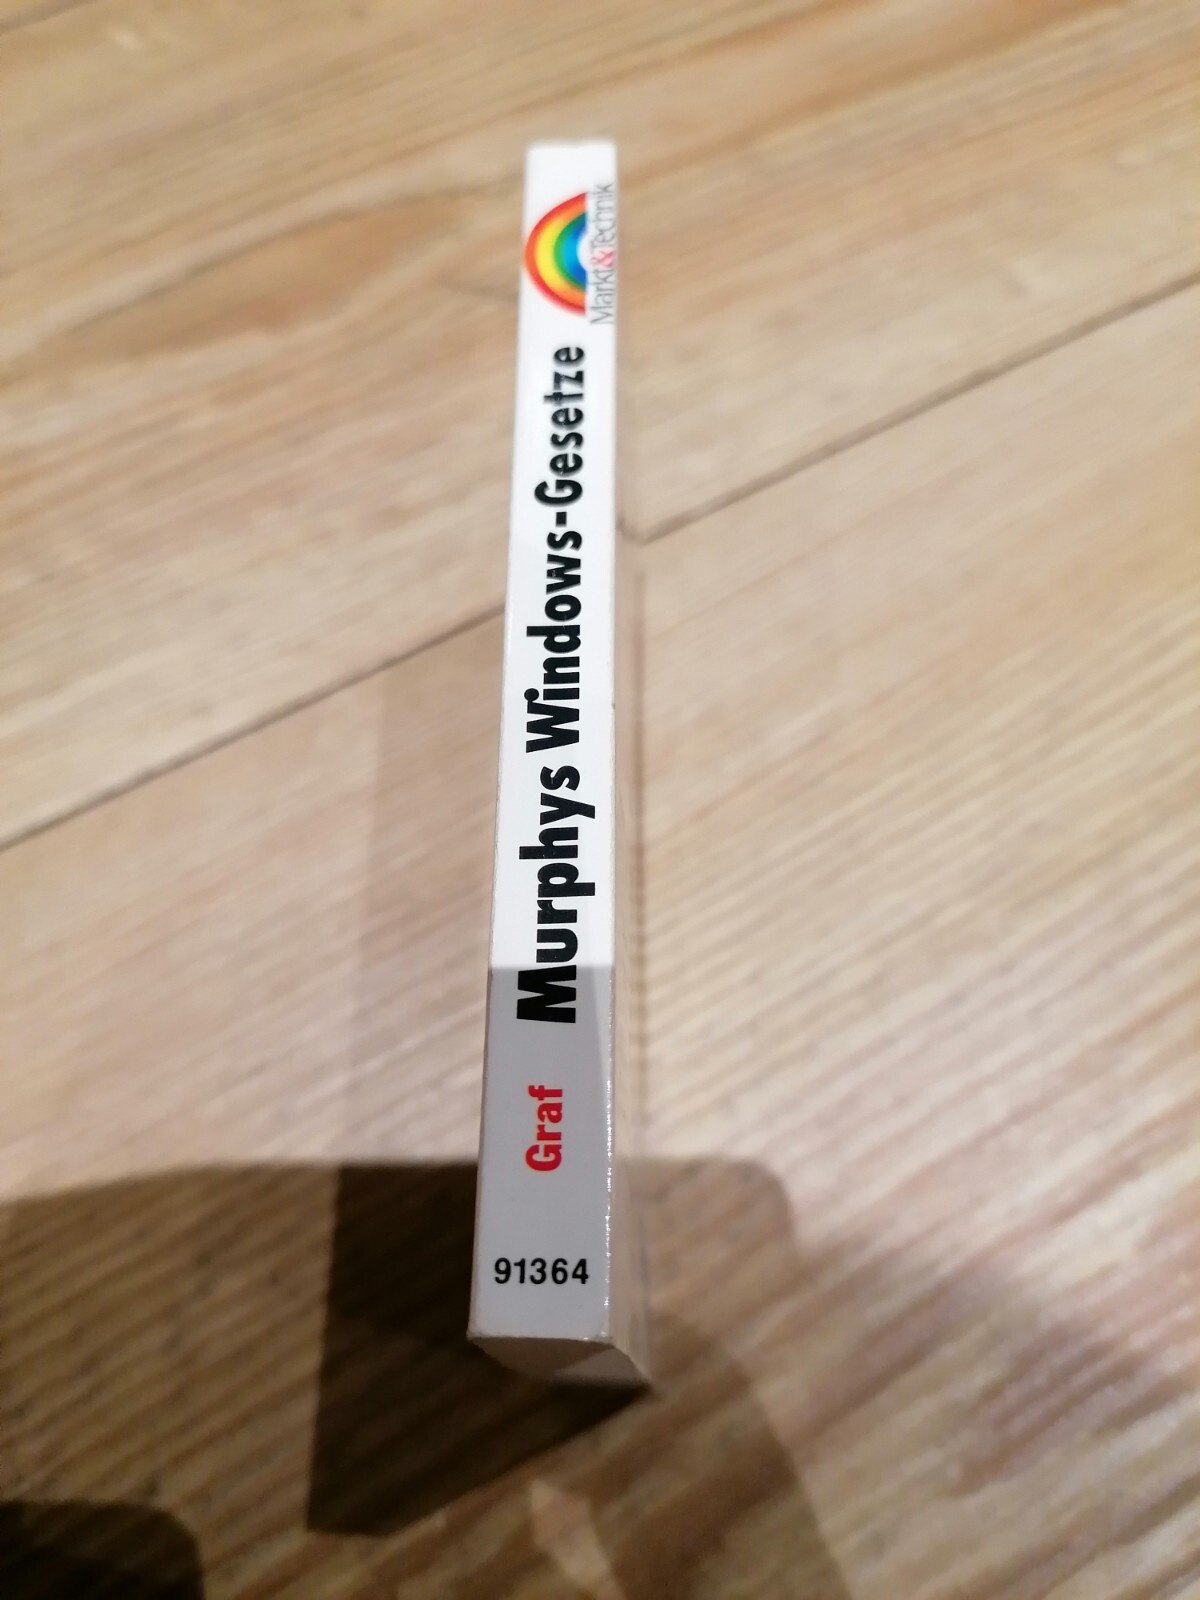 91364
Graf
Murphys Windows-Gesetze
Markt&Technik